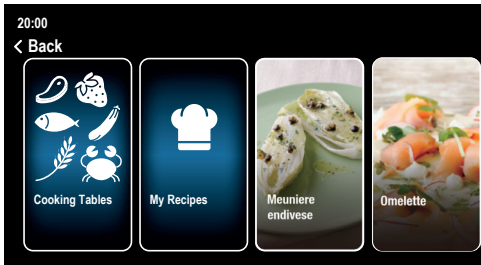 20:00
< Back
Cooking Tables
My Recipes
Meuniere
endivese
Omelette